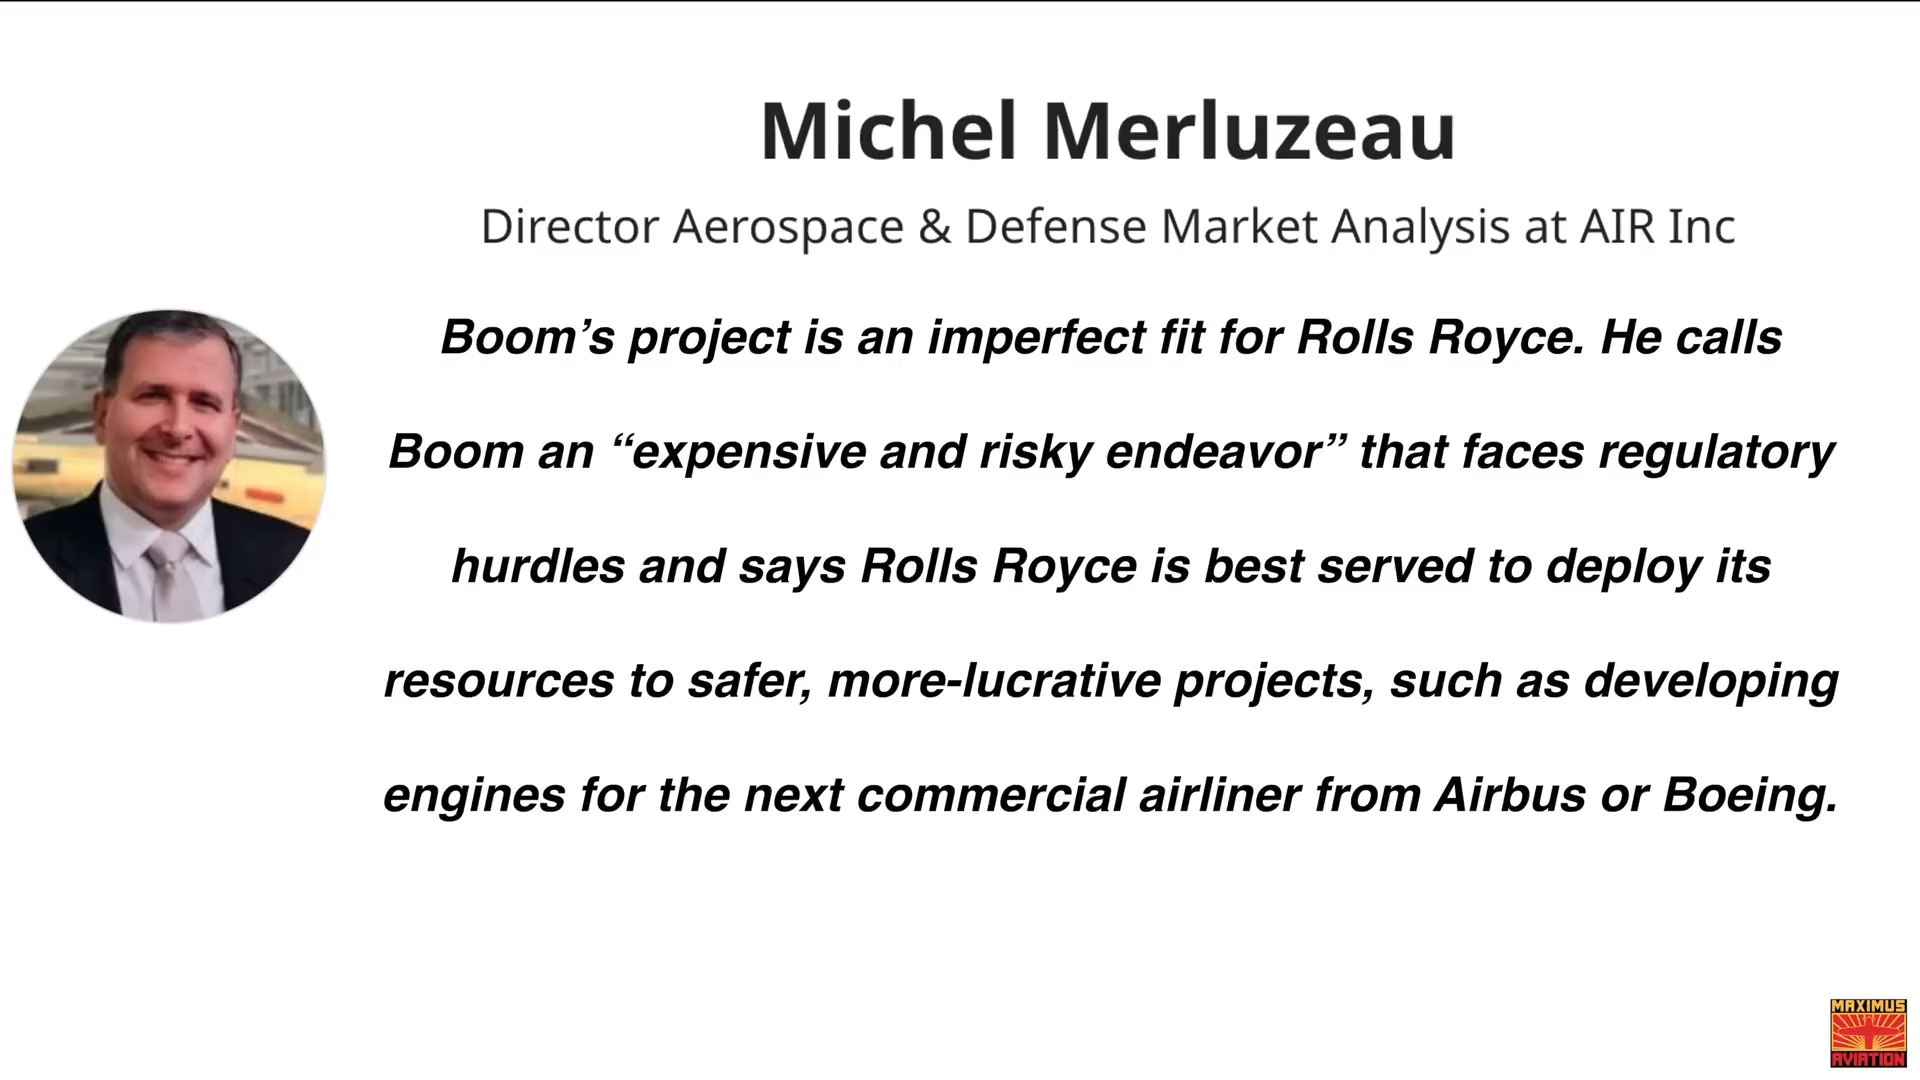 Michel Merluzeau
Director Aerospace & Defense Market Analysis at AIR Inc
Boom’s project is an imperfect fit for Rolls Royce. He calls
Boom an “expensive and risky endeavor” that faces regulatory
hurdles and says Rolls Royce is best served to deploy its
resources to safer, more-lucrative projects, such as developing
engines for the next commercial airliner from Airbus or Boeing.
MAXIMUS
AVIATION